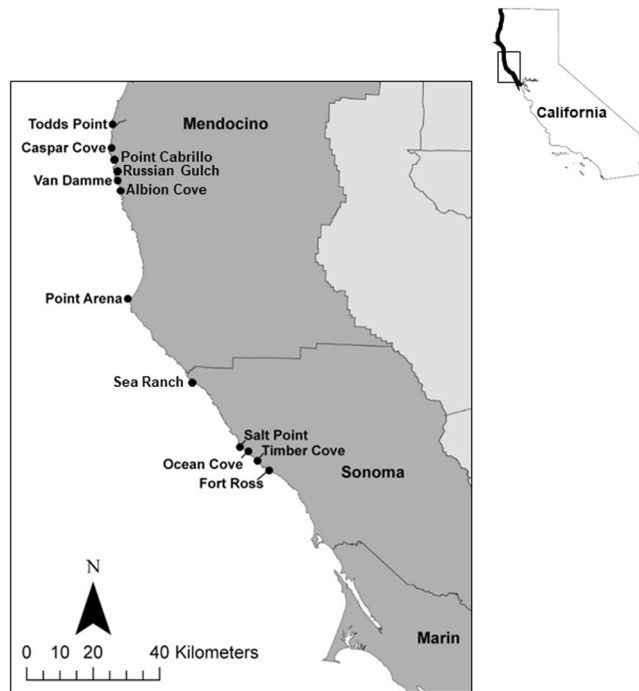 California
Todds Point
Mendocino
Caspar Cove
Point Cabrillo
Russian Gulch
Van Damme
Albion Cove
Point Arena
Sea Ranch
Salt Point
Timber Cove
Ocean Cove
Sonoma
Fort Ross
N
Marin
0 10 20 40 Kilometers